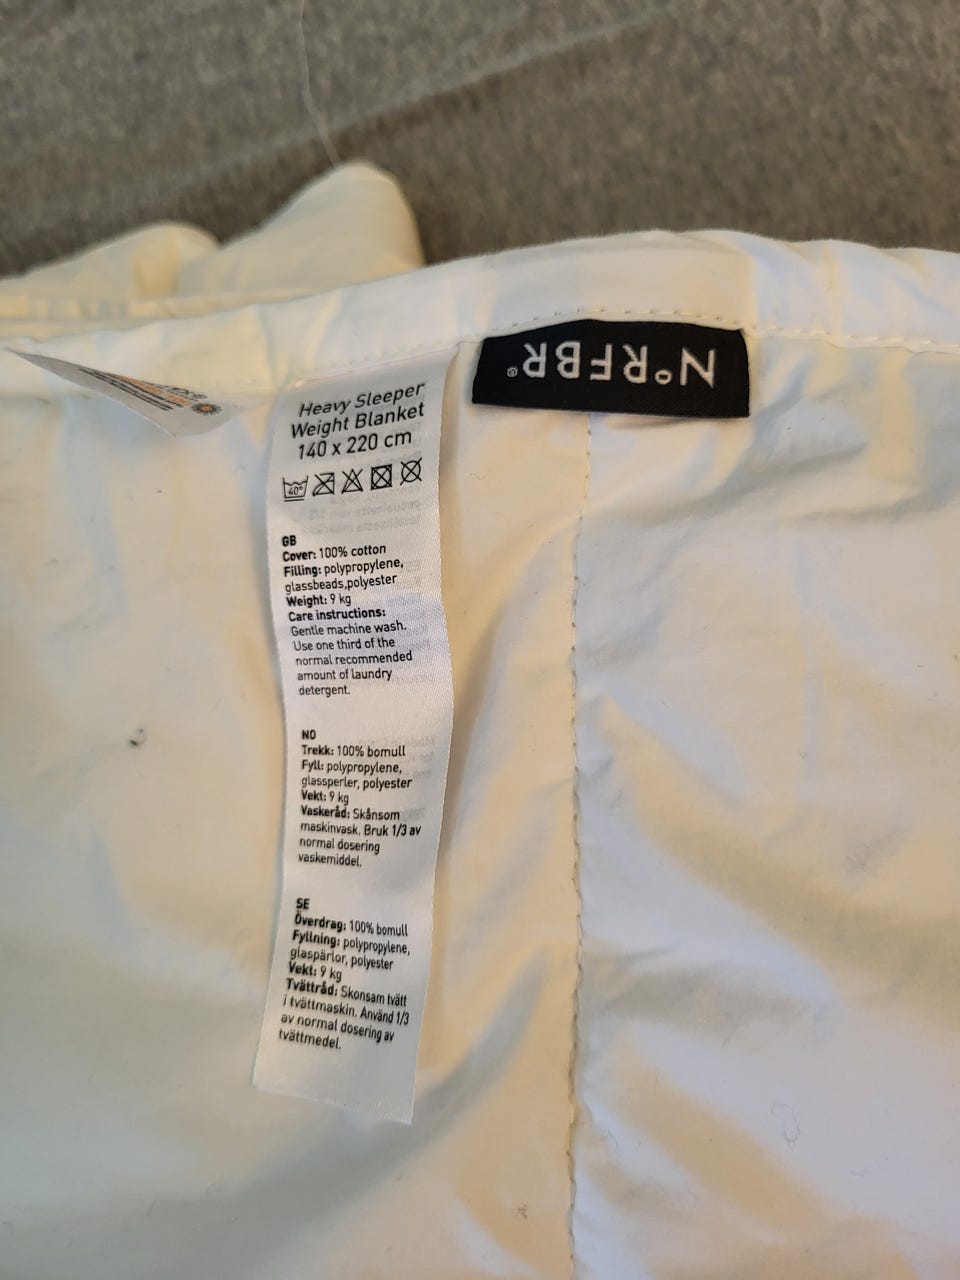 N°RFBR®
Heavy Sleeper
Weight Blanket
140 x 220 cm
40°
GB
Cover: 100% cotton
Filling: polypropylene,
glassbeads,polyester
Weight: 9 kg
Care instructions:
Gentle machine wash.
Use one third of the
normal recommended
amount of laundry
detergent.
NO
Trekk: 100% bomull
Fyll: polypropylene,
glassperler, polyester
Vekt: 9 kg
Vaskeråd: Skånsom
maskinvask. Bruk 1/3 av
normal dosering
vaskemiddel.
SE
Överdrag: 100% bomull
Fyllning: polypropylene,
glaspärlor, polyester
Vekt: 9 kg
Tvättråd: Skonsam tvätt
i tvättmaskin. Använd 1/3
av normal dosering av
tvättmedel.